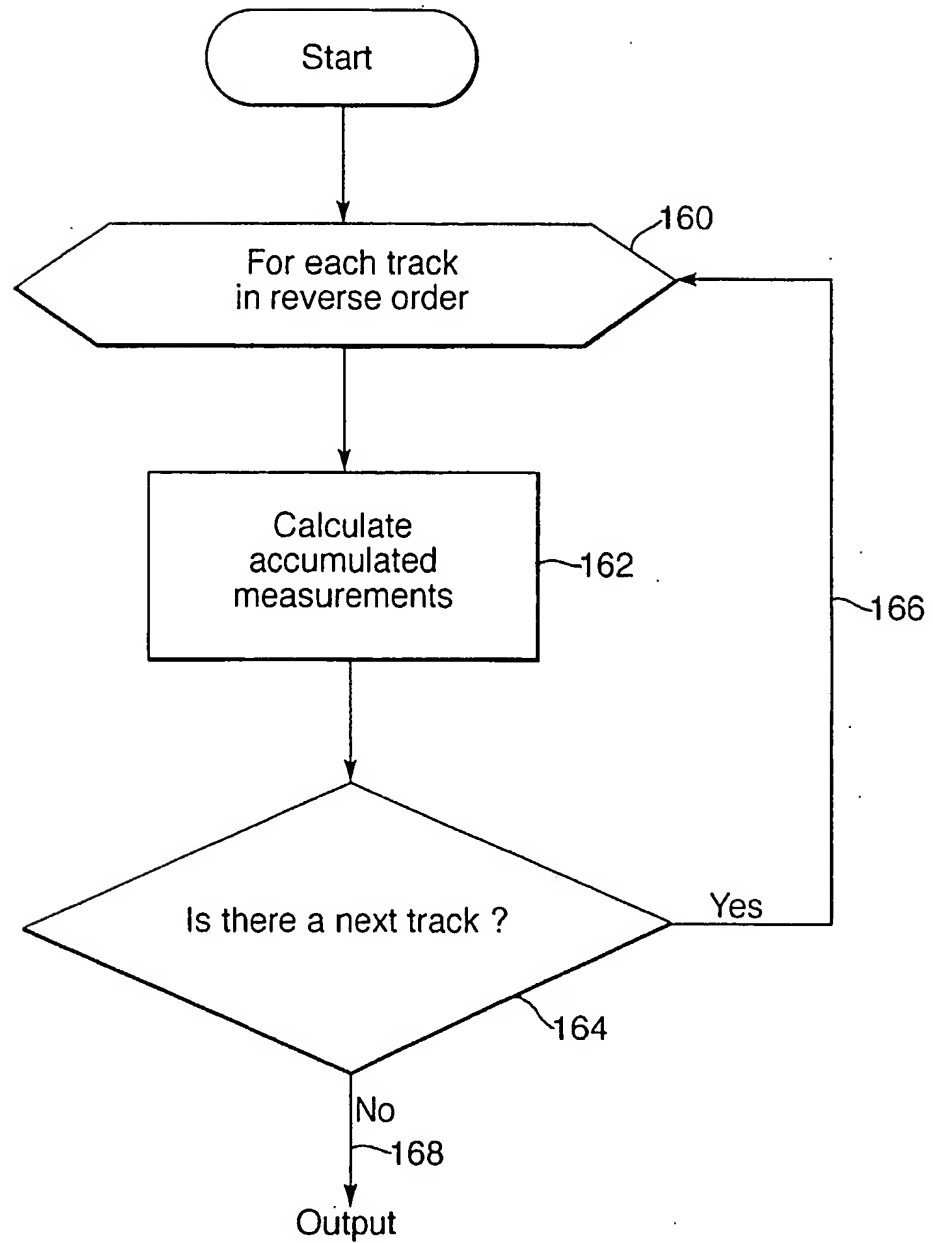 Start
160
For each track
in reverse order
Calculate
accumulated
measurements
162
166
Is there a next track ?
Yes
164
No
168
Output